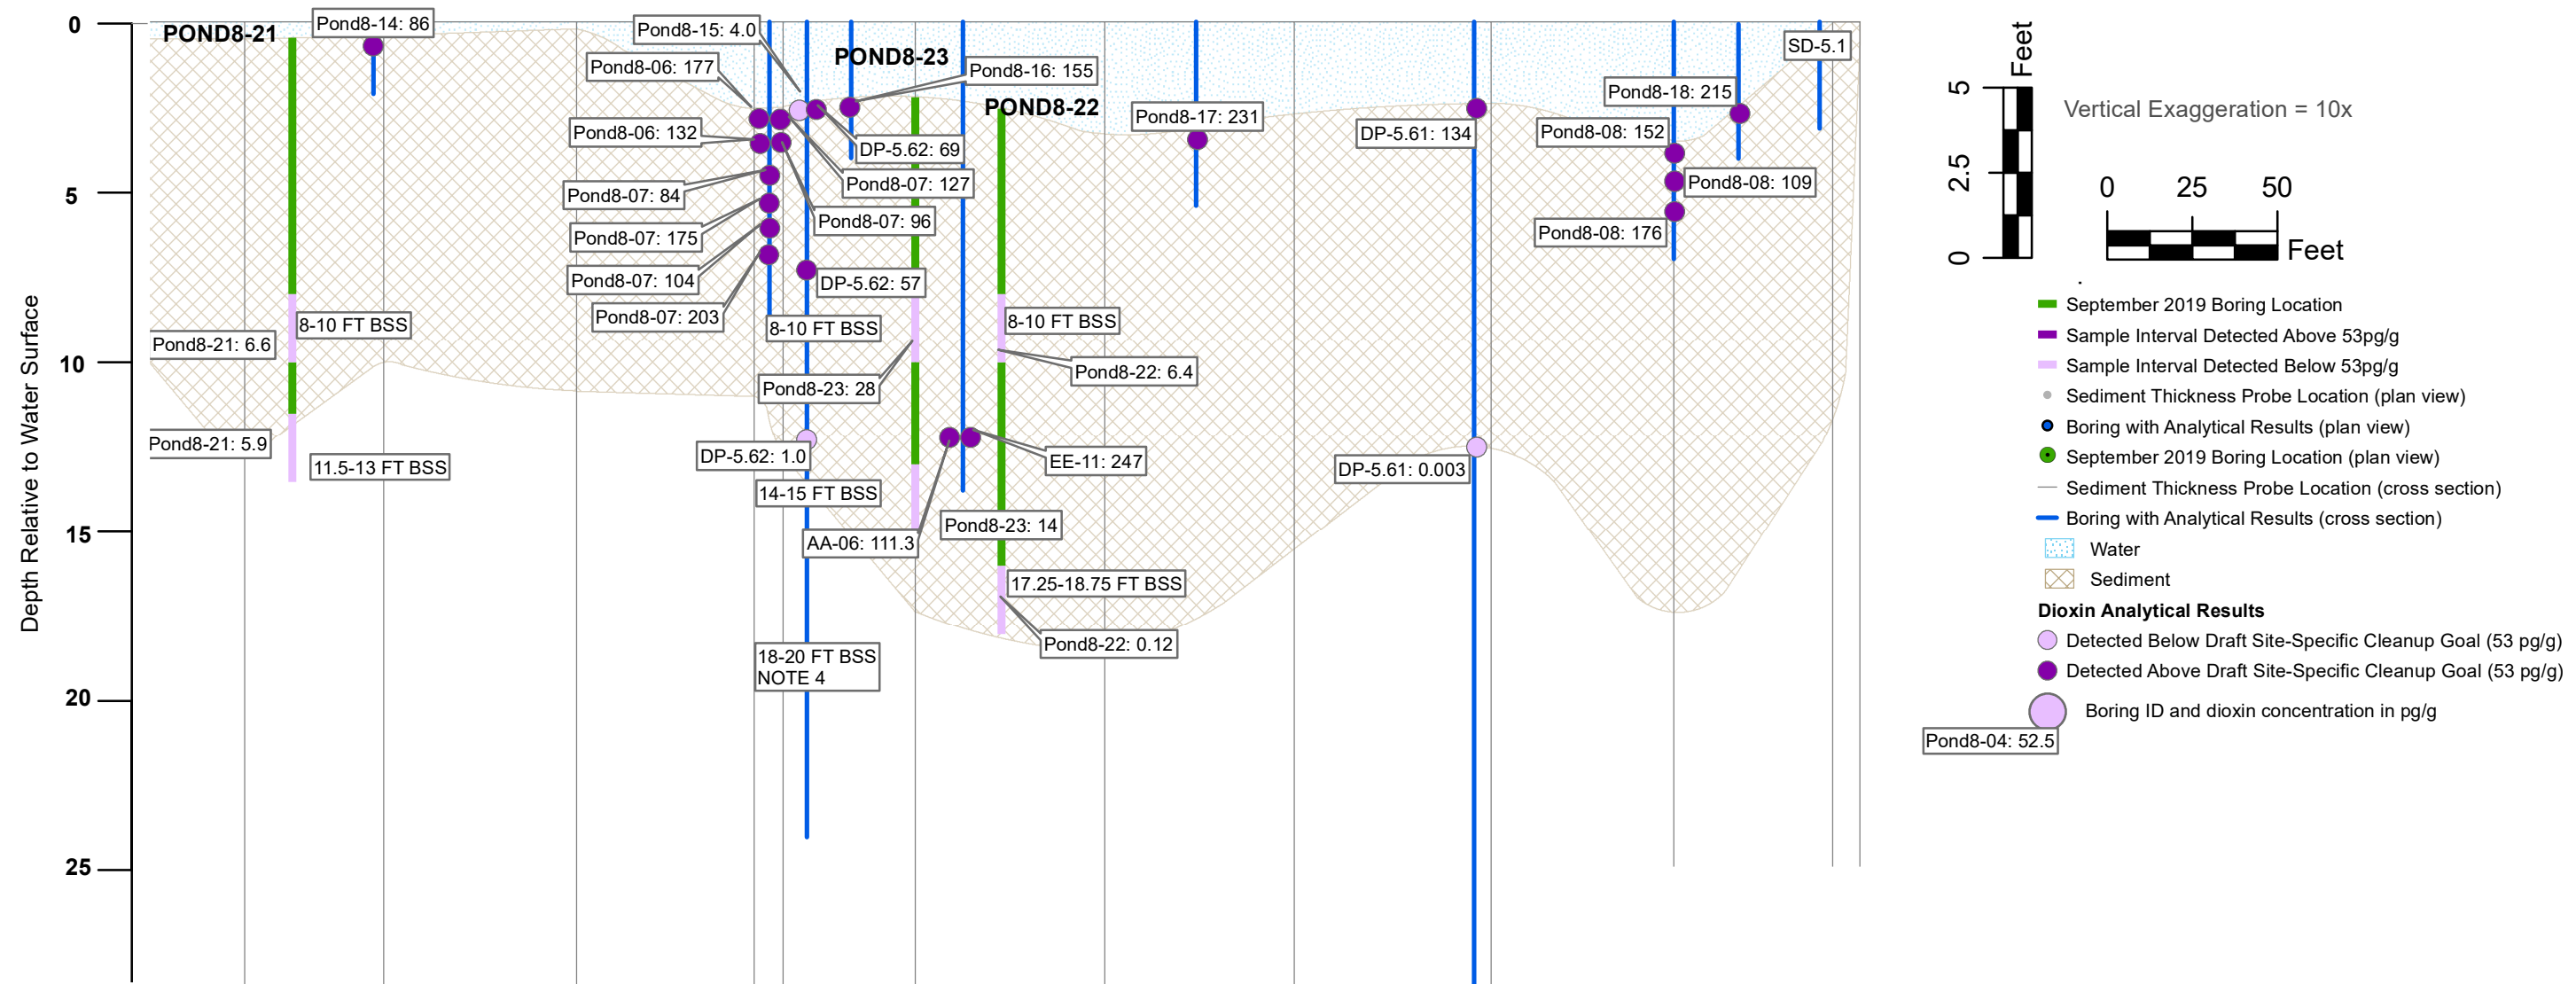 0
5
10
15
20
25
Depth Relative to Water Surface
POND8-21
Pond8-14: 86
Pond8-15: 4.0
Pond8-06: 177
POND8-23
Pond8-16: 155
POND8-22
Pond8-06: 132
DP-5.62: 69
Pond8-07: 127
Pond8-07: 84
Pond8-07: 96
Pond8-07: 175
Pond8-07: 104
DP-5.62: 57
Pond8-07: 203
8-10 FT BSS
Pond8-21: 6.6
8-10 FT BSS
8-10 FT BSS
Pond8-22: 6.4
Pond8-23: 28
Pond8-21: 5.9
11.5-13 FT BSS
DP-5.62: 1.0
EE-11: 247
14-15 FT BSS
AA-06: 111.3
Pond8-23: 14
17.25-18.75 FT BSS
Pond8-22: 0.12
18-20 FT BSS
NOTE 4
Pond8-17: 231
DP-5.61: 134
DP-5.61: 0.003
SD-5.1
Pond8-18: 215
Pond8-08: 152
Pond8-08: 109
Pond8-08: 176
Feet
5
2.5
0
Vertical Exaggeration = 10x
0 25 50
Feet
September 2019 Boring Location
Sample Interval Detected Above 53pg/g
Sample Interval Detected Below 53pg/g
Sediment Thickness Probe Location (plan view)
Boring with Analytical Results (plan view)
September 2019 Boring Location (plan view)
Sediment Thickness Probe Location (cross section)
Boring with Analytical Results (cross section)
Water
Sediment
Dioxin Analytical Results
Detected Below Draft Site-Specific Cleanup Goal (53 pg/g)
Detected Above Draft Site-Specific Cleanup Goal (53 pg/g)
Boring ID and dioxin concentration in pg/g
Pond8-04: 52.5